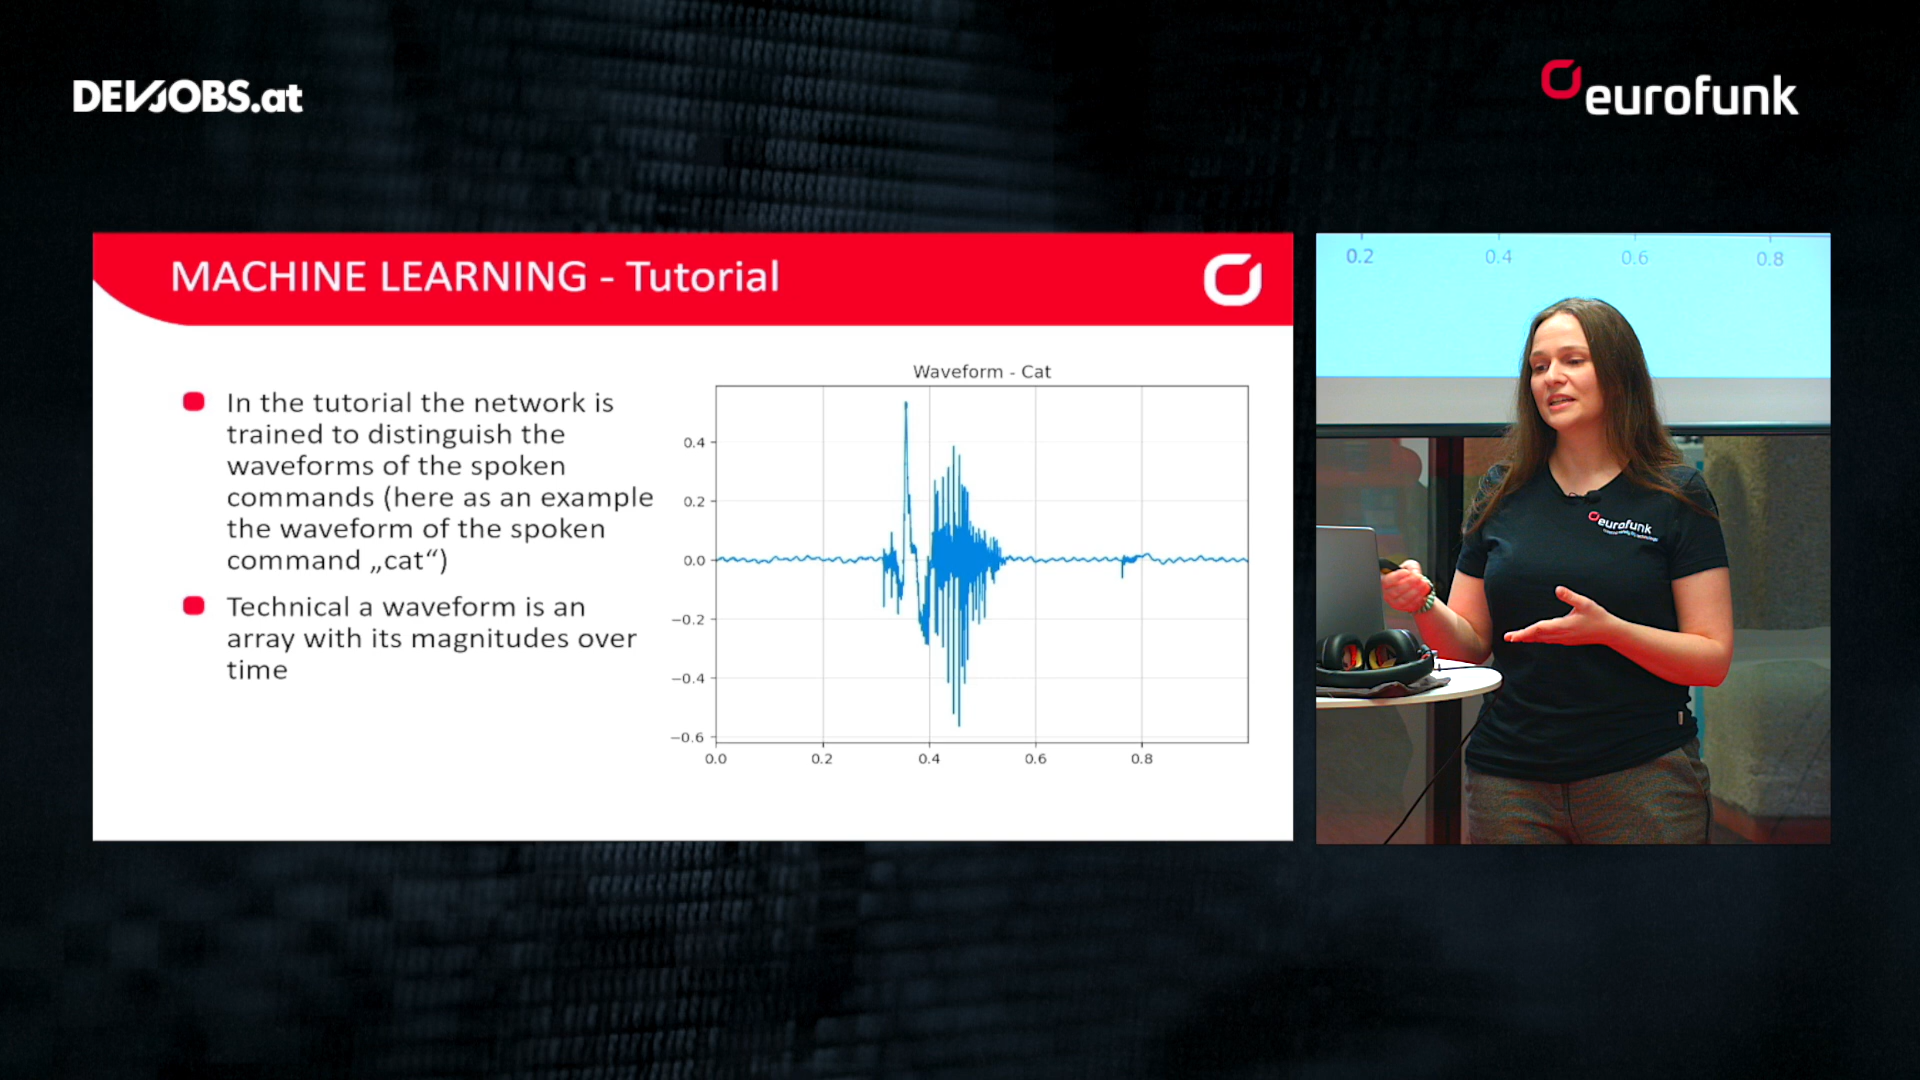 DEVJOBS.at
eurofunk
MACHINE LEARNING - Tutorial
In the tutorial the network is
trained to distinguish the
waveforms of the spoken
commands (here as an example
the waveform of the spoken
command „cat“)
Technical a waveform is an
array with its magnitudes over
time
Waveform - Cat
0.4
0.2
0.0
−0.2
−0.4
−0.6
0.0 0.2 0.4 0.6 0.8
0.2 0.4 0.6 0.8
eurofunk